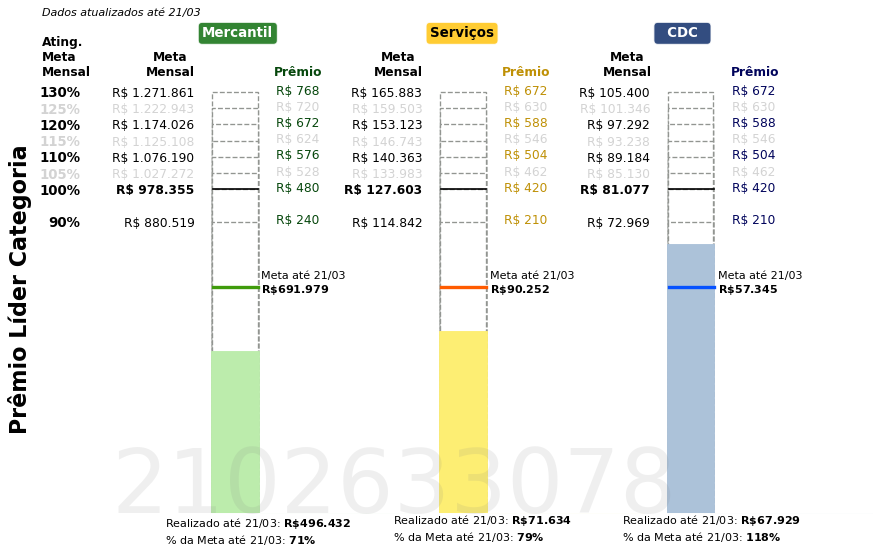 Dados atualizados até 21/03
Mercantil Serviços CDC
Ating.
Meta Meta Meta Meta
Mensal Mensal Prêmio Mensal Prêmio Mensal Prêmio
130% R$ 1.271.861 R$ 768 R$ 165.883 R$ 672 R$ 105.400 R$ 672
125% R$ 1.222.943 R$ 720 R$ 159.503 R$ 630 R$ 101.346 R$ 630
120% R$ 1.174.026 R$ 672 R$ 153.123 R$ 588 R$ 97.292 R$ 588
115% R$ 1.125.108 R$ 624 R$ 146.743 R$ 546 R$ 93.238 R$ 546
110% R$ 1.076.190 R$ 576 R$ 140.363 R$ 504 R$ 89.184 R$ 504
105% R$ 1.027.272 R$ 528 R$ 133.983 R$ 462 R$ 85.130 R$ 462
100% R$ 978.355 R$ 480 R$ 127.603 R$ 420 R$ 81.077 R$ 420
90% R$ 880.519 R$ 240 R$ 114.842 R$ 210 R$ 72.969 R$ 210
Prêmio Líder Categoria
Meta até 21/03 Meta até 21/03 Meta até 21/03
R$691.979 R$90.252 R$57.345
2102633078
Realizado até 21/03: R$496.432 Realizado até 21/03: R$71.634 Realizado até 21/03: R$67.929
% da Meta até 21/03: 71% % da Meta até 21/03: 79% % da Meta até 21/03: 118%